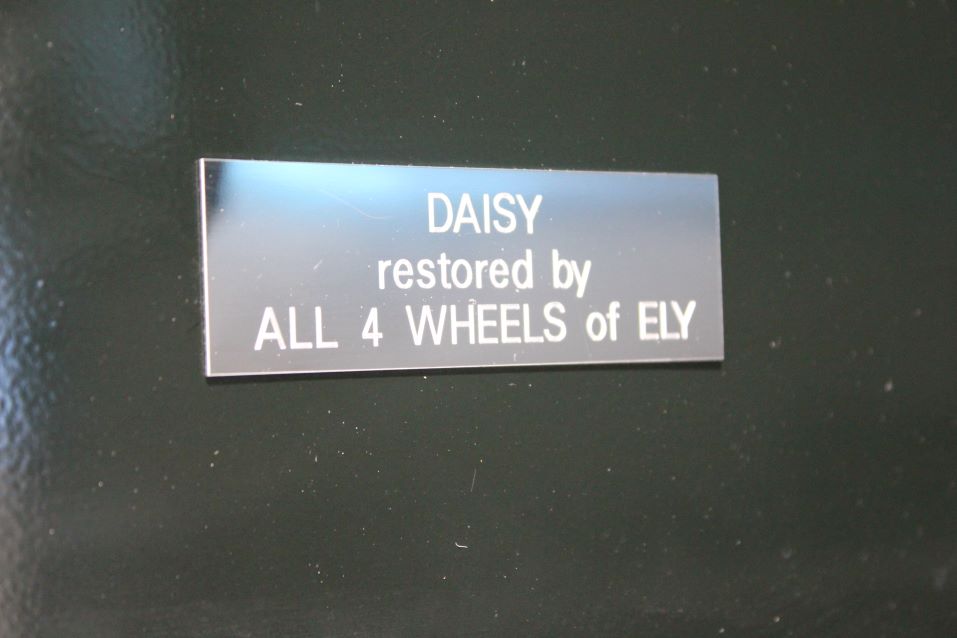 DAISY
restored by
ALL 4 WHEELS of ELY